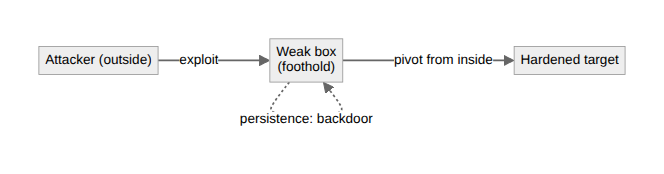 Attacker (outside)
exploit
Weak box
(foothold)
pivot from inside
Hardened target
persistence: backdoor